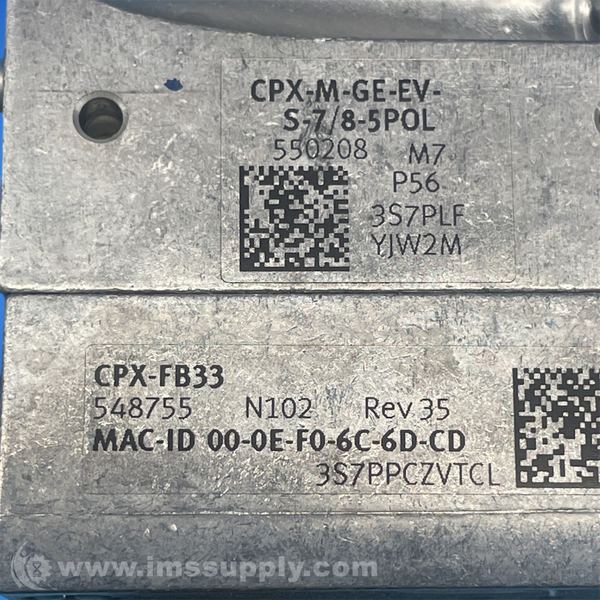 CPX-M-GE-EV-
S-7/8-5POL
550208 M7
P56
3S7PLF
YJW2M
CPX-FB33
548755 N102 Rev 35
MAC-ID 00-0E-F0-6C-6D-CD
3S7PPCZVTCL
www.imssupply.com